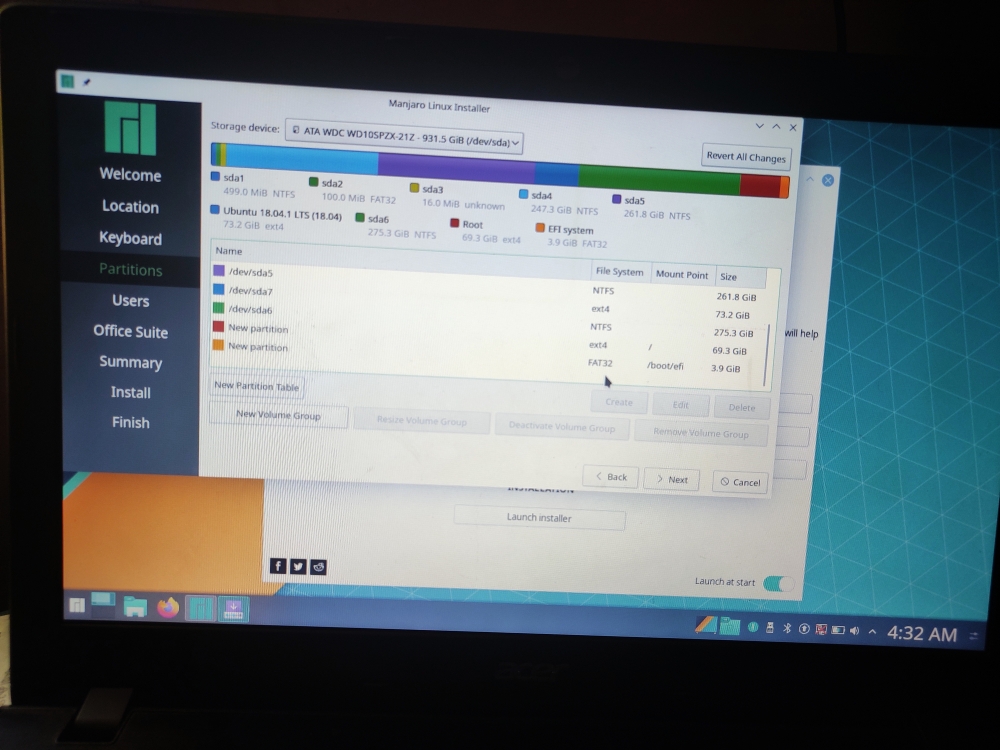 Manjaro Linux Installer
Storage device: ATA WDC WD10SPZX-21Z - 931.5 GiB (/dev/sda)
Revert All Changes
Welcome
Location
Keyboard
Partitions
Users
Office Suite
Summary
Install
Finish
sda1 sda2 sda3 sda4 sda5
499.0 MiB NTFS 100.0 MiB FAT32 16.0 MiB unknown 247.3 GiB NTFS 261.8 GiB NTFS
Ubuntu 18.04.1 LTS (18.04) sda6 Root EFI system
73.2 GiB ext4 275.3 GiB NTFS 69.3 GiB ext4 3.9 GiB FAT32
Name File System Mount Point Size
/dev/sda5 NTFS 261.8 GiB
/dev/sda7 ext4 73.2 GiB
/dev/sda6 NTFS 275.3 GiB
New partition ext4 / 69.3 GiB
New partition FAT32 /boot/efi 3.9 GiB
New Partition Table Create Edit Delete
New Volume Group Resize Volume Group Deactivate Volume Group Remove Volume Group
Back Next Cancel
will help
INSTALLATION
Launch installer
Launch at start
4:32 AM
acer